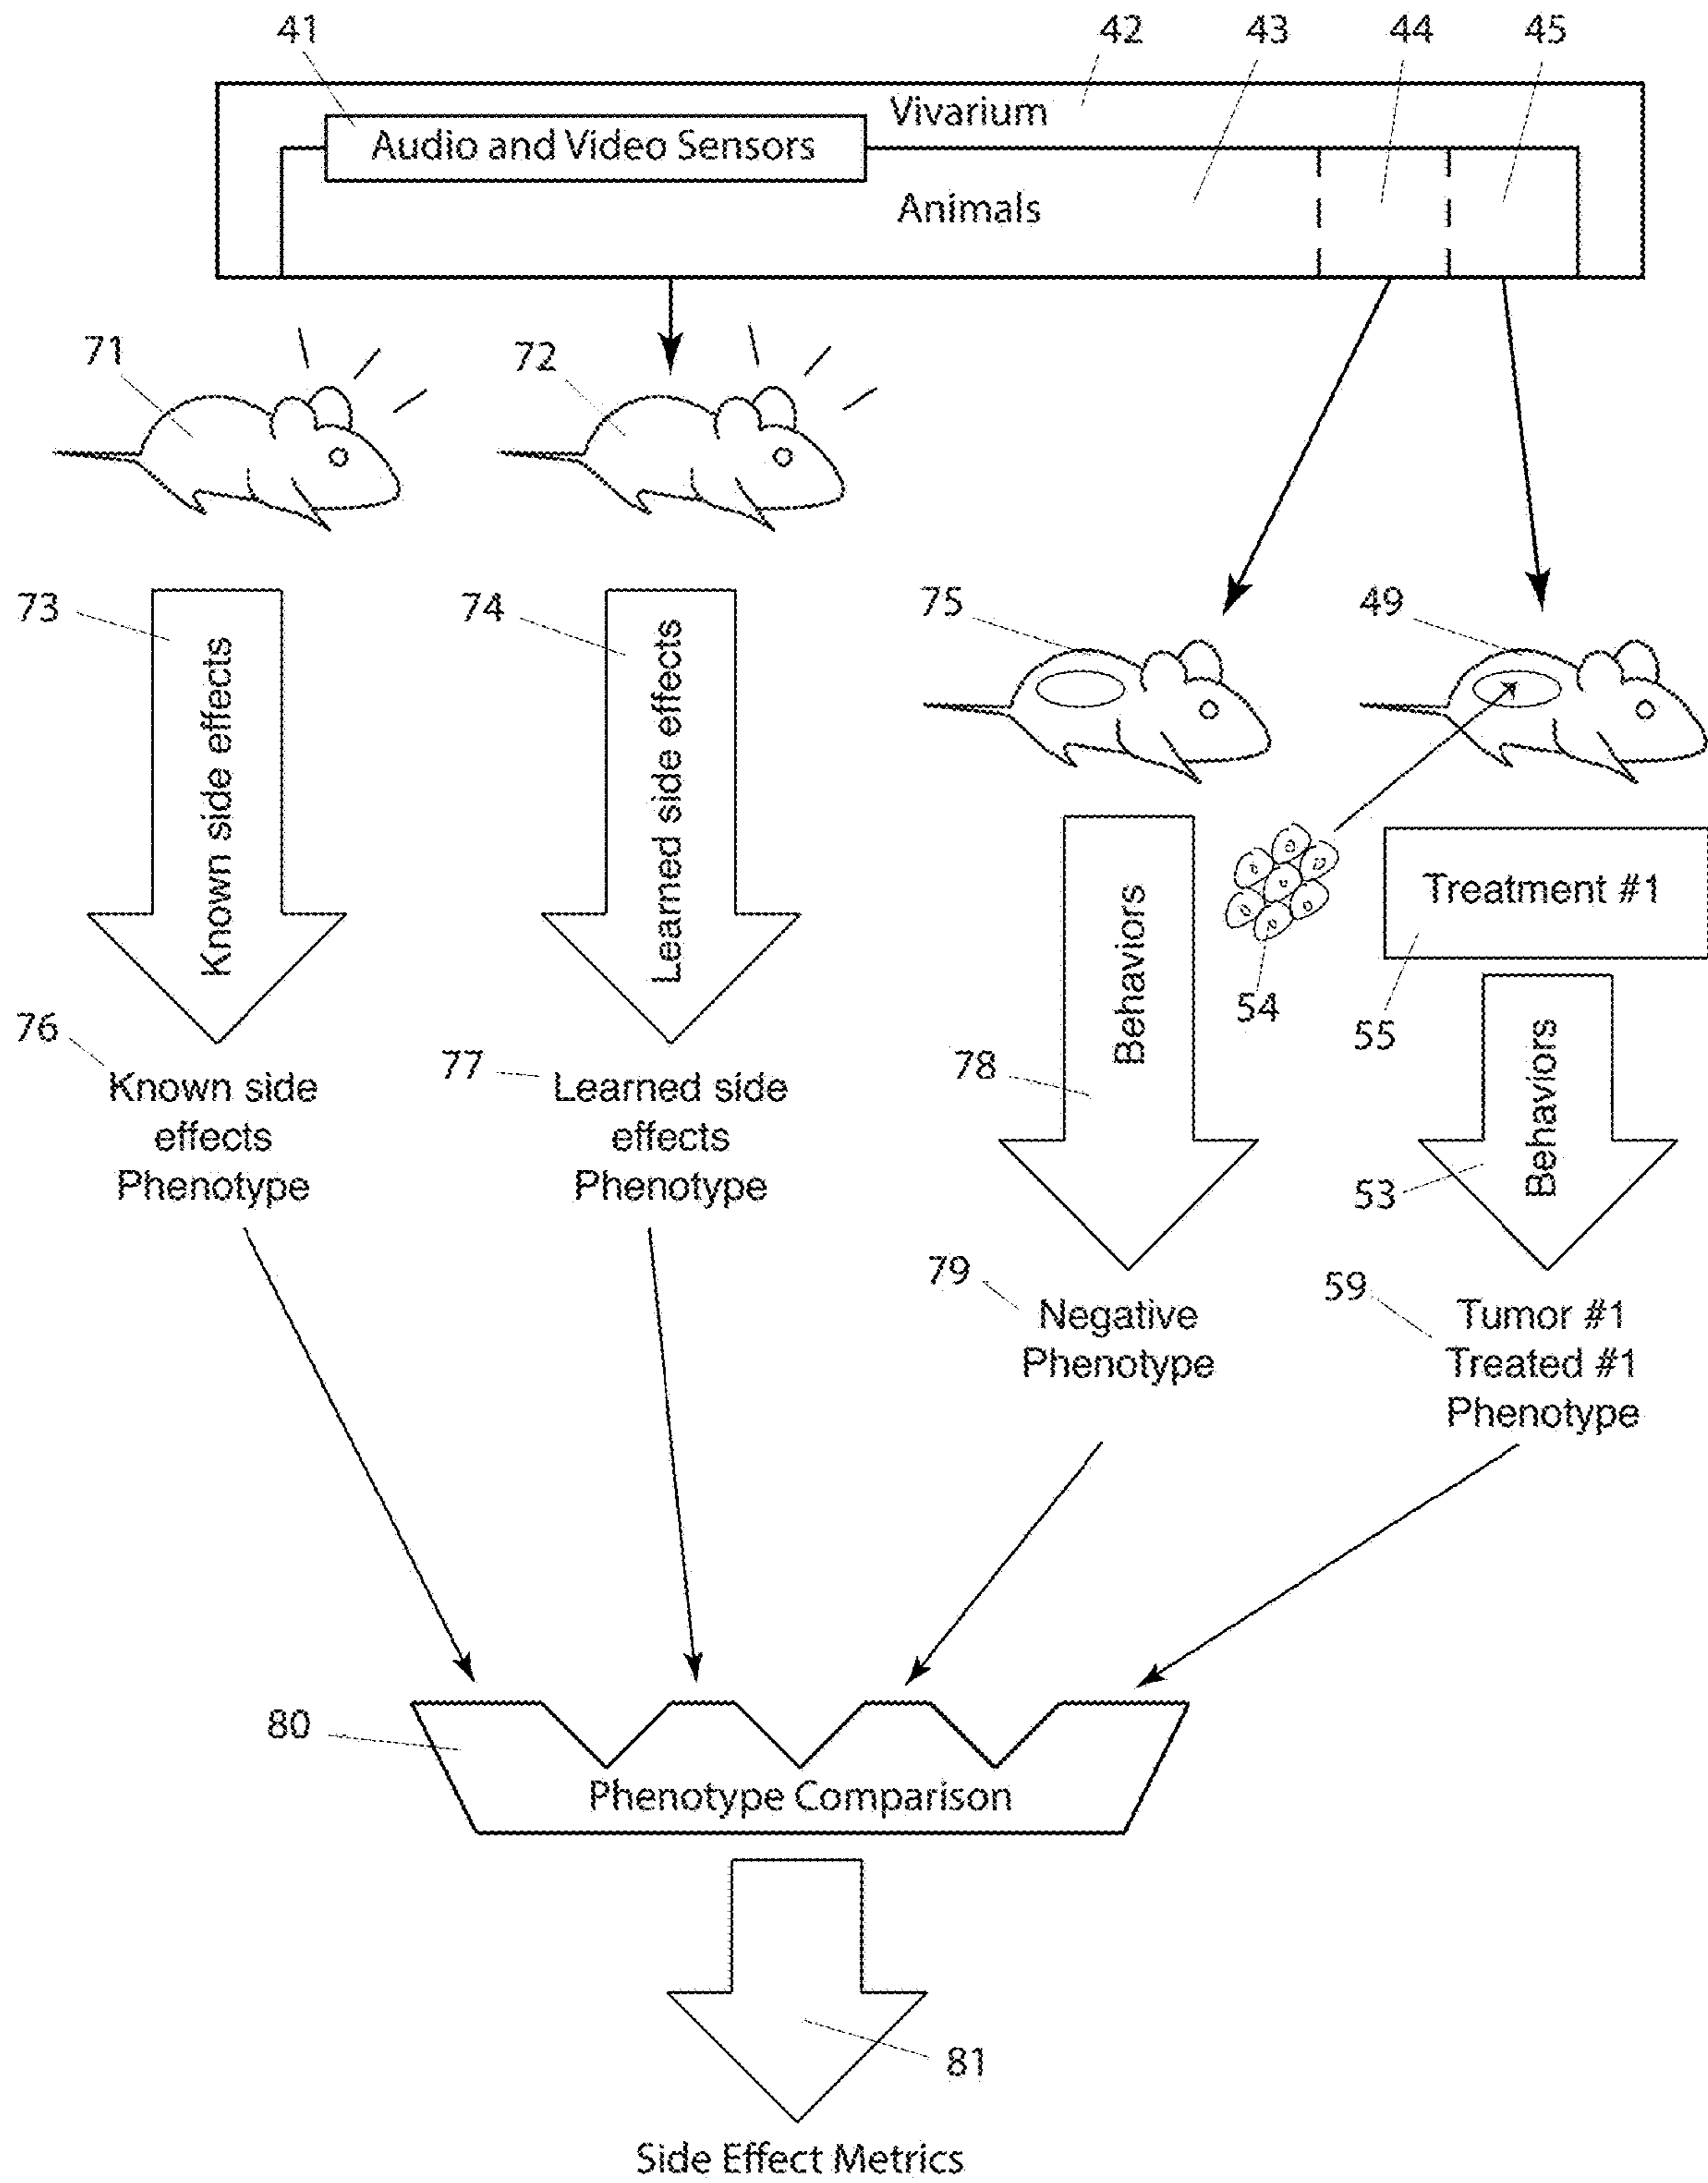 41
42
43
44
45
Vivarium
Audio and Video Sensors
Animals
71
72
73
74
75
49
Known side effects
Learned side effects
Behaviors
Treatment #1
54
55
Behaviors
76
77
78
53
Known side
effects
Phenotype
Learned side
effects
Phenotype
79
59
Negative
Phenotype
Tumor #1
Treated #1
Phenotype
80
Phenotype Comparison
81
Side Effect Metrics